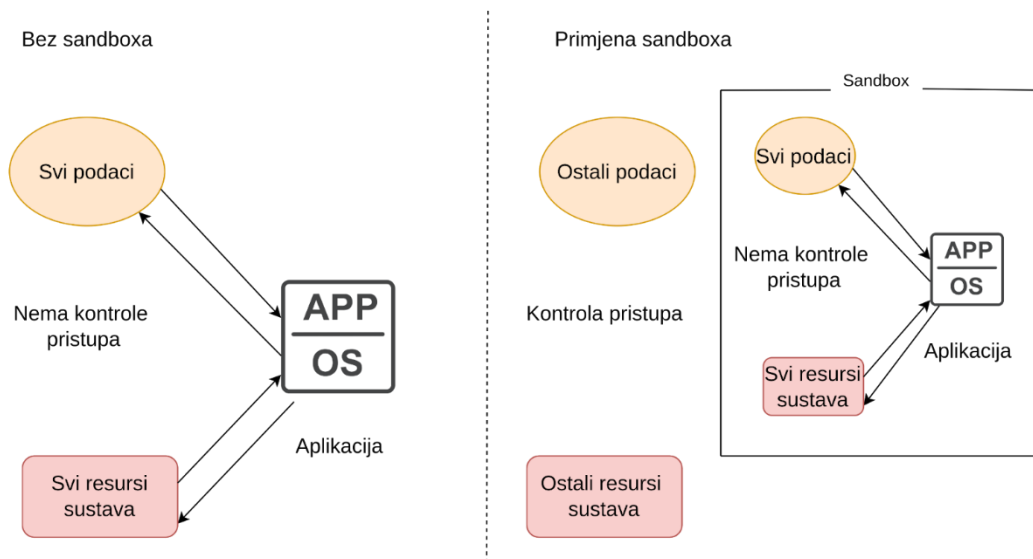 Bez sandboxa
Svi podaci
Nema kontrole
pristupa
APP
OS
Aplikacija
Svi resursi
sustava
Primjena sandboxa
Sandbox
Ostali podaci
Svi podaci
Nema kontrole
pristupa
APP
OS
Kontrola pristupa
Aplikacija
Svi resursi
sustava
Ostali resursi
sustava